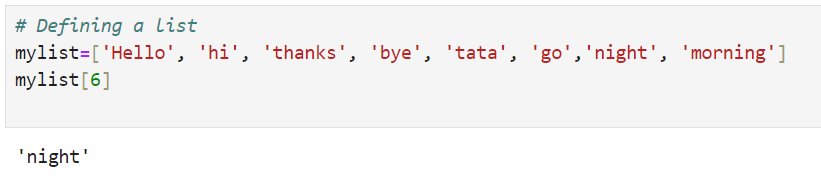 # Defining a list
mylist=['Hello', 'hi', 'thanks', 'bye', 'tata', 'go','night', 'morning']
mylist[6]
'night'